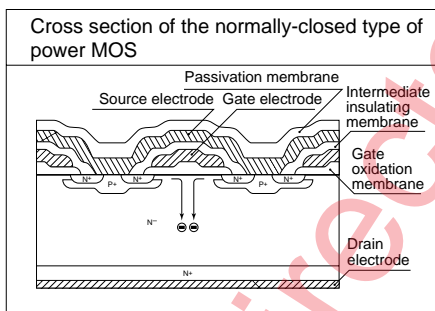 Cross section of the normally-closed type of
power MOS
Passivation membrane
Source electrode
Gate electrode
Intermediate
insulating
membrane
Gate
oxidation
membrane
N+
P+
N+
N+
P+
N+
N−
N+
Drain
electrode